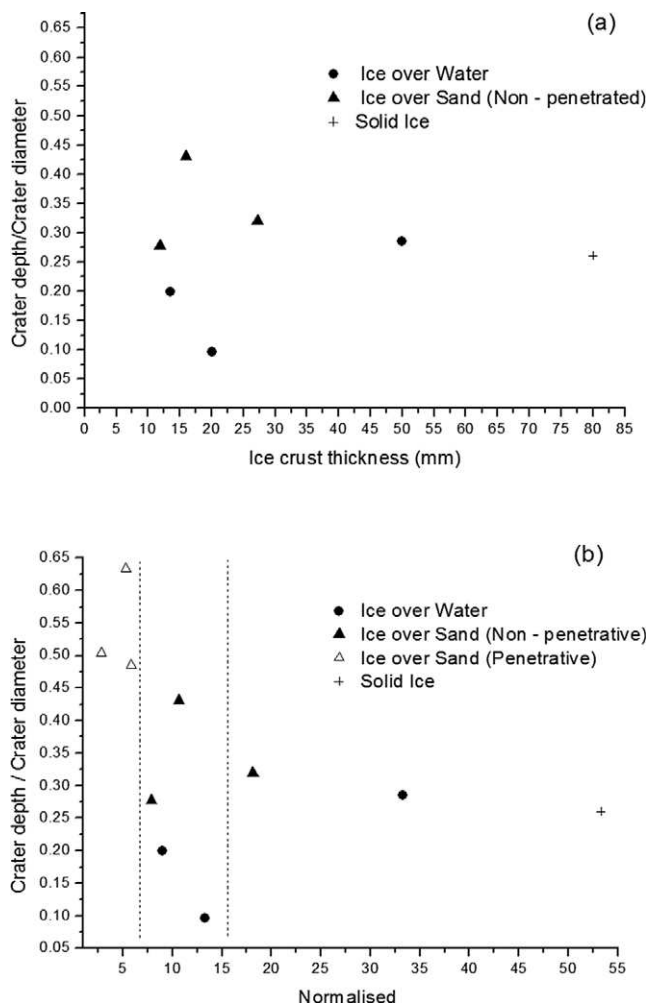 (a)
0.65
0.60
0.55
0.50
0.45
0.40
0.35
0.30
0.25
0.20
0.15
0.10
0.05
0.00
Crater depth/Crater diameter
Ice over Water
Ice over Sand (Non - penetrated)
Solid Ice
0 5 10 15 20 25 30 35 40 45 50 55 60 65 70 75 80 85
Ice crust thickness (mm)
(b)
0.65
0.60
0.55
0.50
0.45
0.40
0.35
0.30
0.25
0.20
0.15
0.10
0.05
Crater depth / Crater diameter
Ice over Water
Ice over Sand (Non - penetrative)
Ice over Sand (Penetrative)
Solid Ice
5 10 15 20 25 30 35 40 45 50 55
Normalised